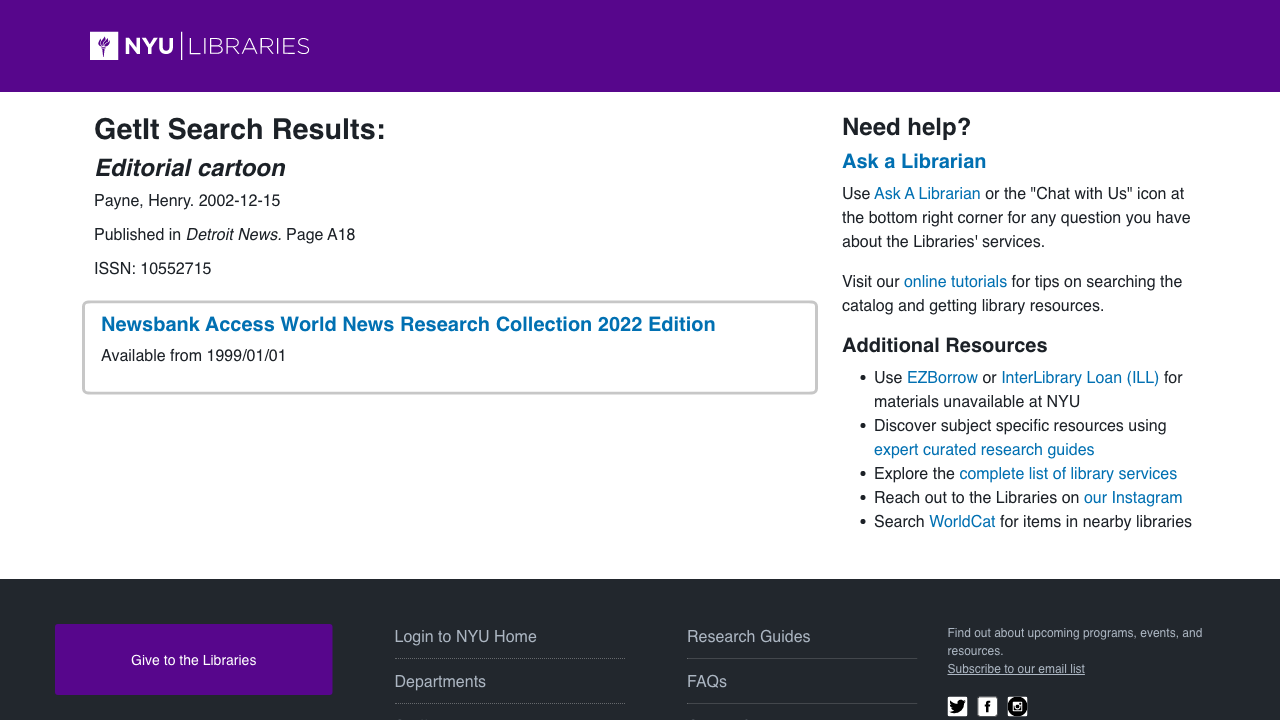 NYU LIBRARIES
GetIt Search Results:
Editorial cartoon
Payne, Henry. 2002-12-15
Published in Detroit News. Page A18
ISSN: 10552715
Newsbank Access World News Research Collection 2022 Edition
Available from 1999/01/01
Need help?
Ask a Librarian
Use Ask A Librarian or the "Chat with Us" icon at
the bottom right corner for any question you have
about the Libraries' services.
Visit our online tutorials for tips on searching the
catalog and getting library resources.
Additional Resources
• Use EZBorrow or InterLibrary Loan (ILL) for
materials unavailable at NYU
• Discover subject specific resources using
expert curated research guides
• Explore the complete list of library services
• Reach out to the Libraries on our Instagram
• Search WorldCat for items in nearby libraries
Give to the Libraries
Login to NYU Home
Departments
Research Guides
FAQs
Find out about upcoming programs, events, and
resources.
Subscribe to our email list